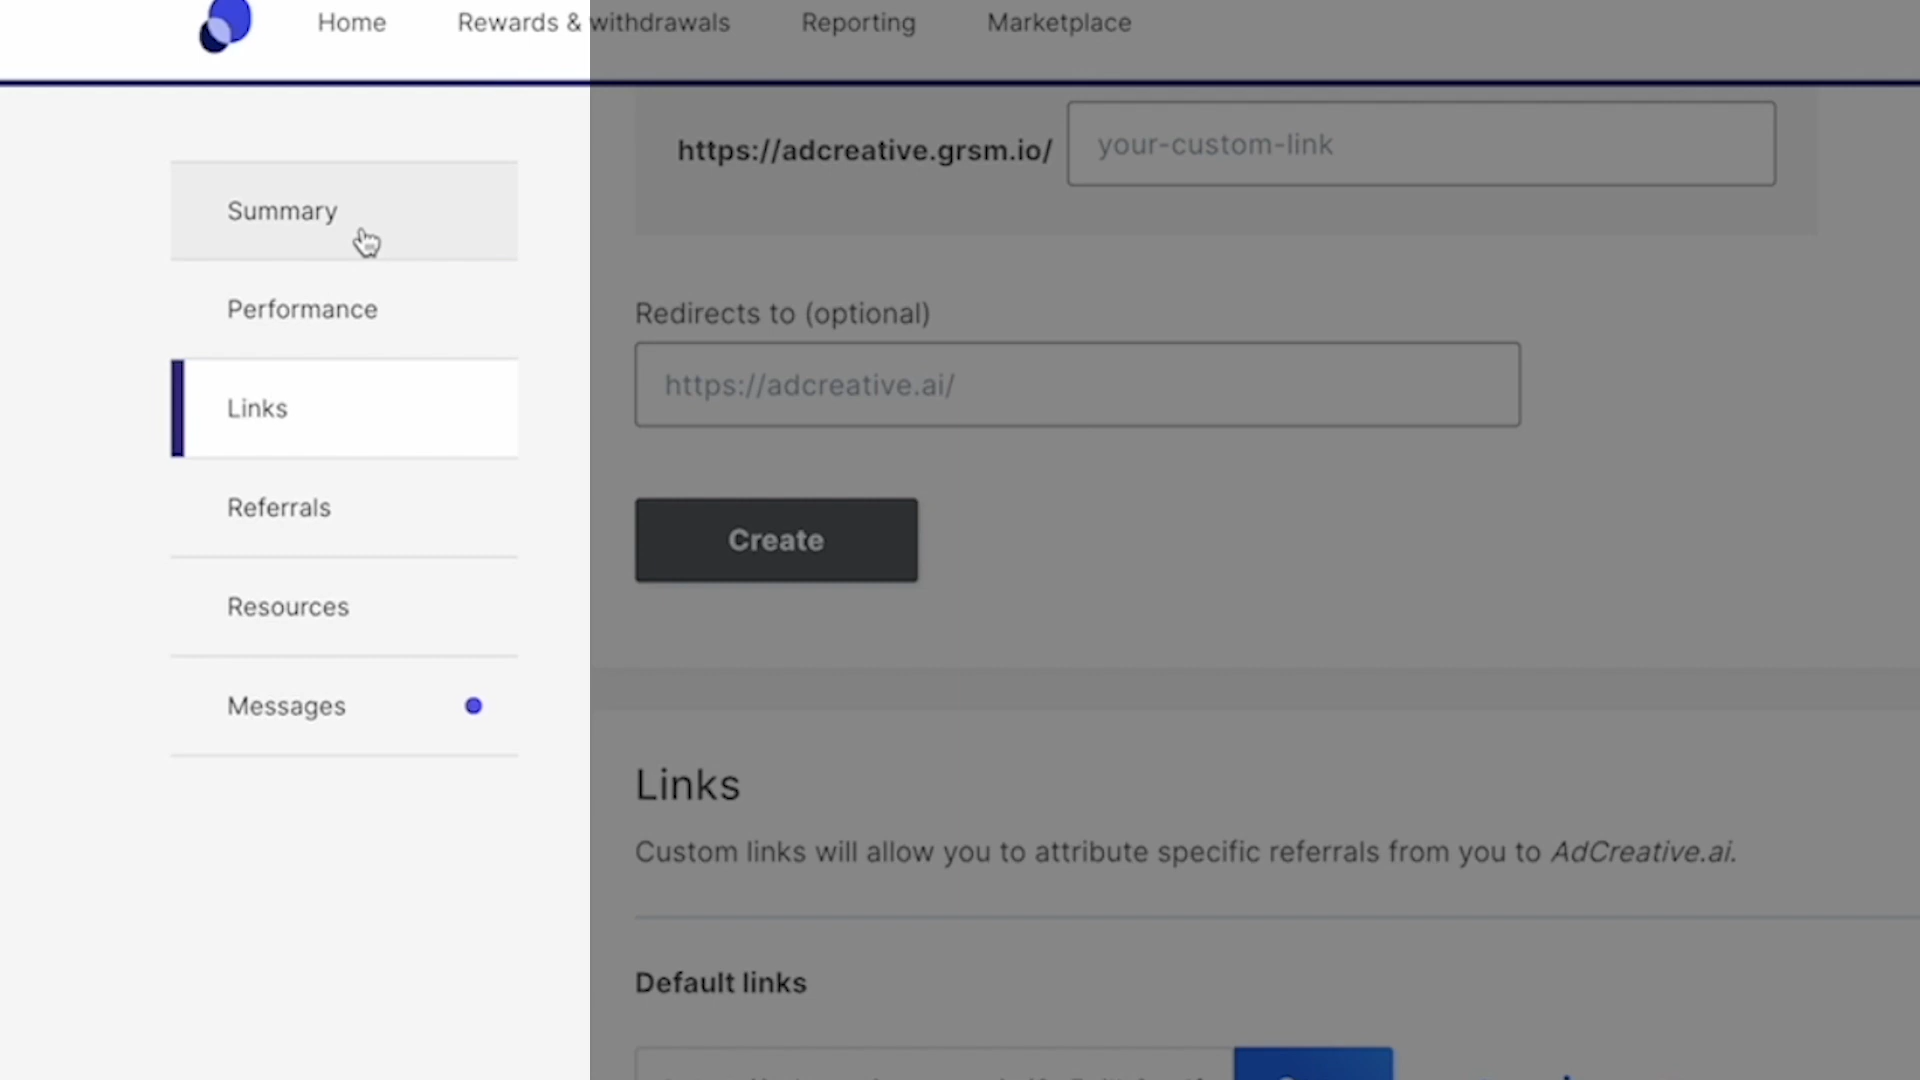 Home
Rewards & withdrawals
Reporting
Marketplace
Summary
Performance
Links
Referrals
Resources
Messages
https://adcreative.grsm.io/
your-custom-link
Redirects to (optional)
https://adcreative.ai/
Create
Links
Custom links will allow you to attribute specific referrals from you to AdCreative.ai.
Default links